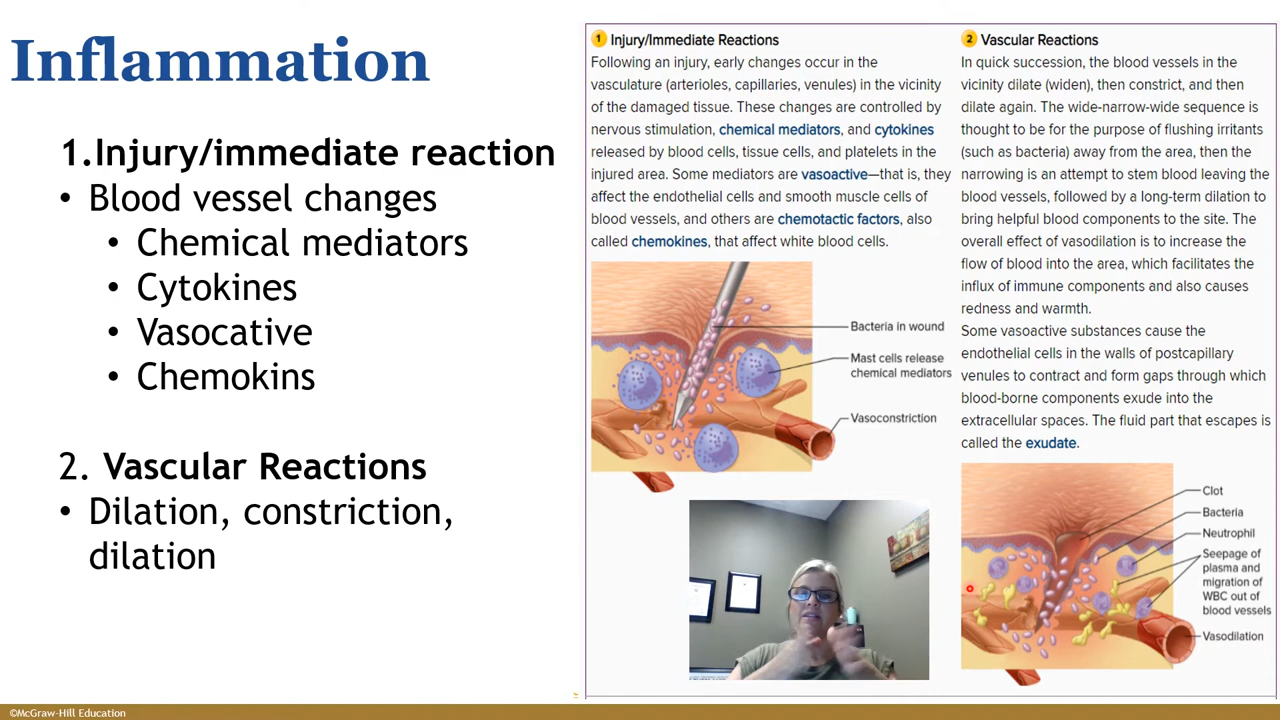 Inflammation
1.Injury/immediate reaction
• Blood vessel changes
• Chemical mediators
• Cytokines
• Vasocative
• Chemokins
2. Vascular Reactions
• Dilation, constriction,
dilation
1 Injury/Immediate Reactions
Following an injury, early changes occur in the
vasculature (arterioles, capillaries, venules) in the vicinity
of the damaged tissue. These changes are controlled by
nervous stimulation, chemical mediators, and cytokines
released by blood cells, tissue cells, and platelets in the
injured area. Some mediators are vasoactive—that is, they
affect the endothelial cells and smooth muscle cells of
blood vessels, and others are chemotactic factors, also
called chemokines, that affect white blood cells.
Bacteria in wound
Mast cells release
chemical mediators
Vasoconstriction
2 Vascular Reactions
In quick succession, the blood vessels in the
vicinity dilate (widen), then constrict, and then
dilate again. The wide-narrow-wide sequence is
thought to be for the purpose of flushing irritants
(such as bacteria) away from the area, then the
narrowing is an attempt to stem blood leaving the
blood vessels, followed by a long-term dilation to
bring helpful blood components to the site. The
overall effect of vasodilation is to increase the
flow of blood into the area, which facilitates the
influx of immune components and also causes
redness and warmth.
Some vasoactive substances cause the
endothelial cells in the walls of postcapillary
venules to contract and form gaps through which
blood-borne components exude into the
extracellular spaces. The fluid part that escapes is
called the exudate.
Clot
Bacteria
Neutrophil
Seepage of
plasma and
migration of
WBC out of
blood vessels
Vasodilation
©McGraw-Hill Education